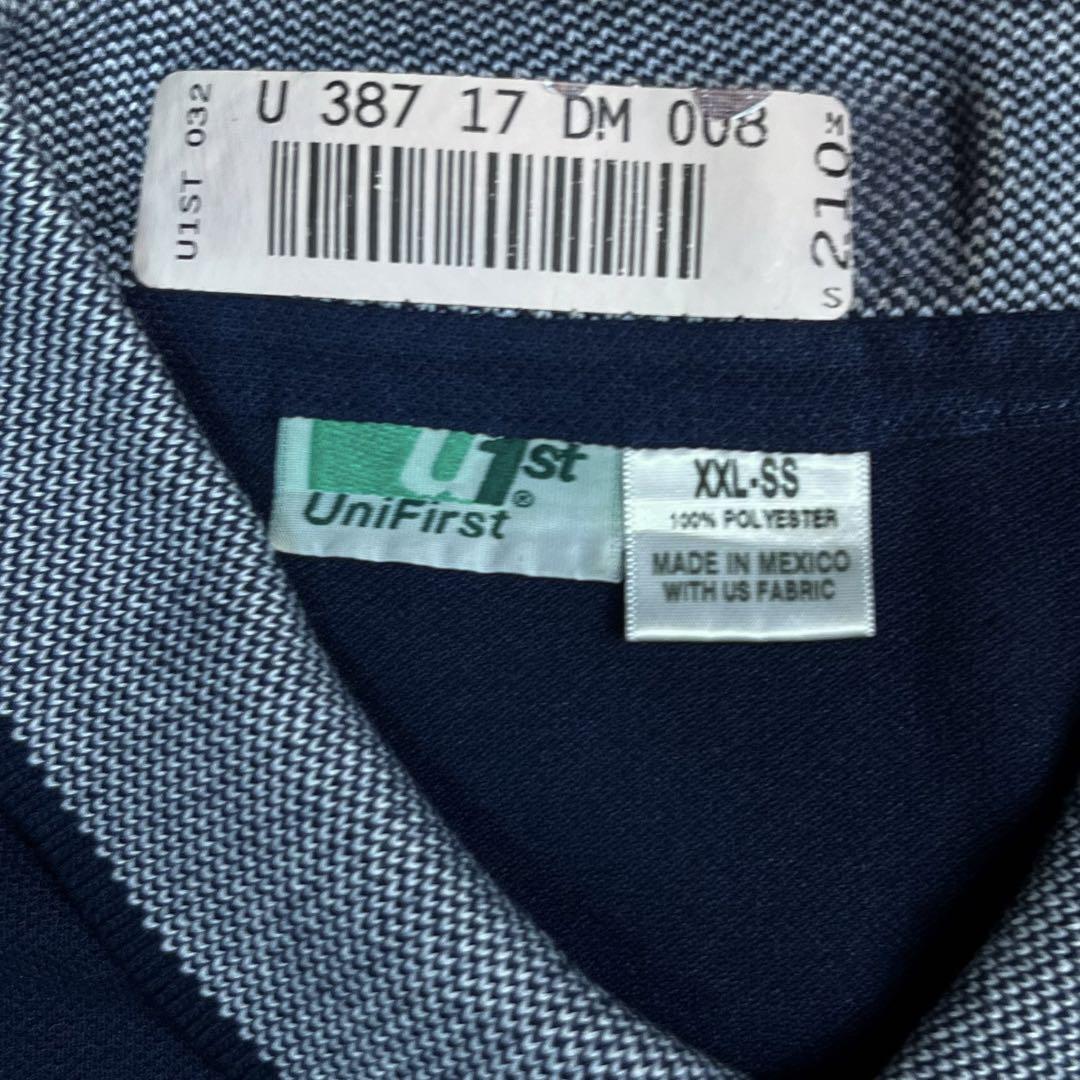 U 387 17 DM 008
U1ST 032
S 210 M
U1st
UniFirst®
XXL-SS
100% POLYESTER
MADE IN MEXICO
WITH US FABRIC